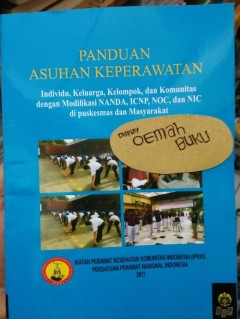 PANDUAN
ASUHAN KEPERAWATAN
Individu, Keluarga, Kelompok, dan Komunitas
dengan Modifikasi NANDA, ICNP, NOC, dan NIC
di puskesmas dan Masyarakat
OEMAH
BUKU
IKATAN PERAWAT KESEHATAN KOMUNITAS INDONESIA (IPKKI)
PERSATUAN PERAWAT NASIONAL INDONESIA
2017